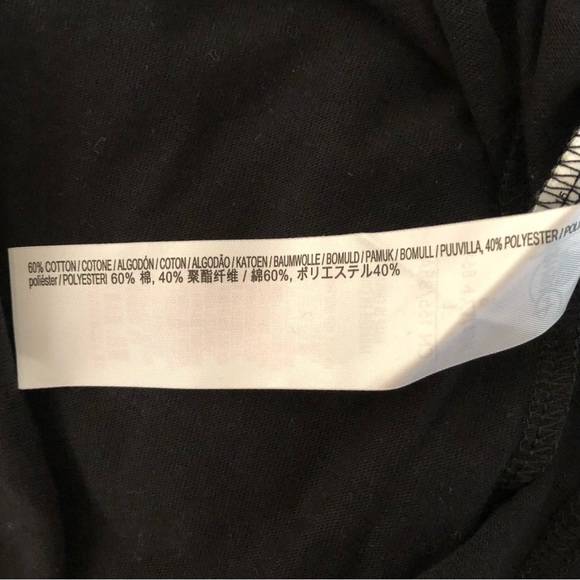 60% COTTON / COTONE / ALGODÓN / COTON / ALGODÃO / KATOEN / BAUMWOLLE / BOMULD / PAMUK / BOMULL / PUUVILLA, 40% POLYESTER /
poliéster / POLYESTERI 60% 棉, 40% 聚酯纤维 / 綿60%, ポリエステル40%